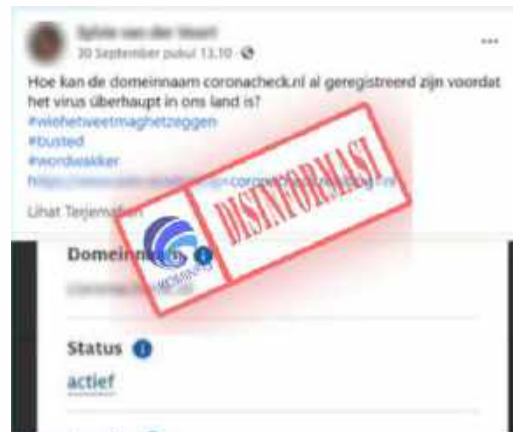 30 September pukul 13.10 ·
Hoe kan de domeinnaam coronacheck.nl al geregistreerd zijn voordat
het virus überhaupt in ons land is?
#wiehetweetmaghetzeggen
#busted
#wordwakker
Lihat Terjemahan
DISINFORMASI
KOMINFO
Domeinnaam
Status
actief